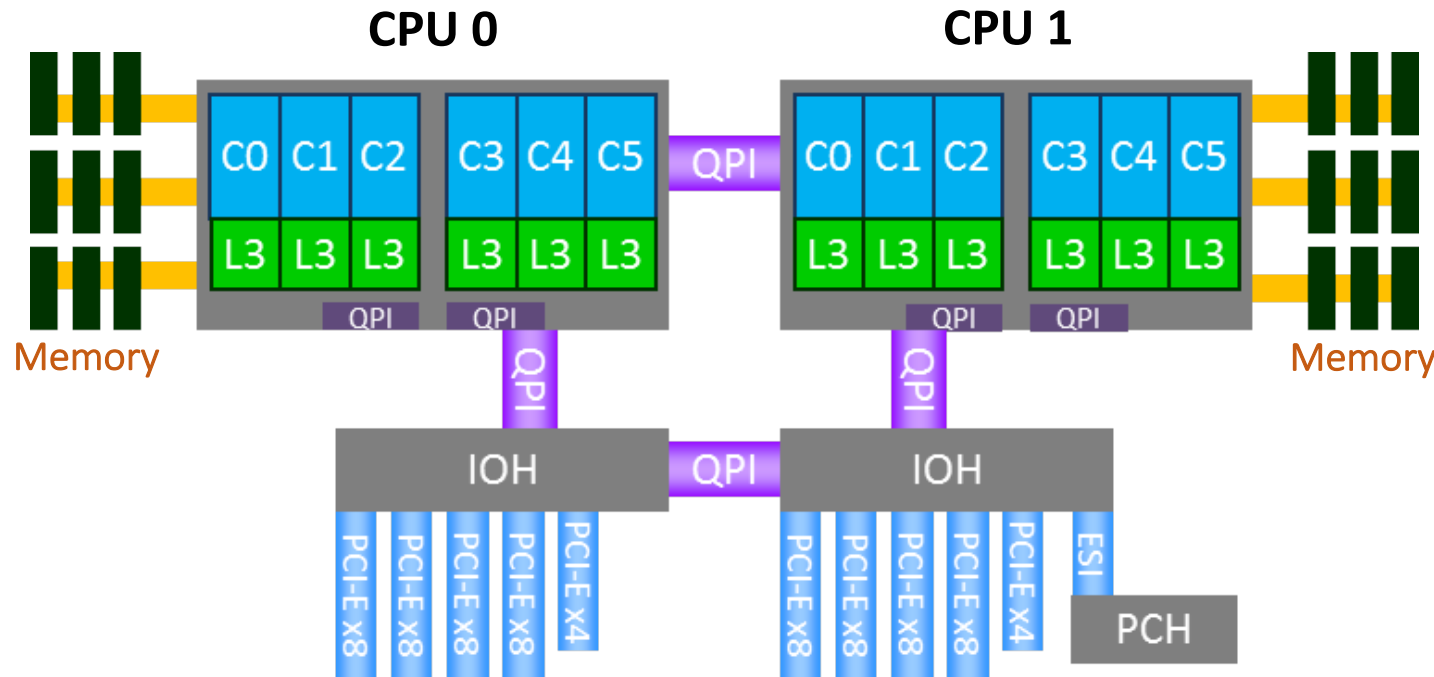 CPU 0
CPU 1
C0 C1 C2 C3 C4 C5
QPI
C0 C1 C2 C3 C4 C5
L3 L3 L3 L3 L3 L3
L3 L3 L3 L3 L3 L3
QPI QPI
QPI QPI
Memory
Memory
QPI
QPI
IOH
QPI
IOH
PCI-E x8
PCI-E x8
PCI-E x8
PCI-E x8
PCI-E x4
PCI-E x8
PCI-E x8
PCI-E x8
PCI-E x8
PCI-E x4
ESI
PCH